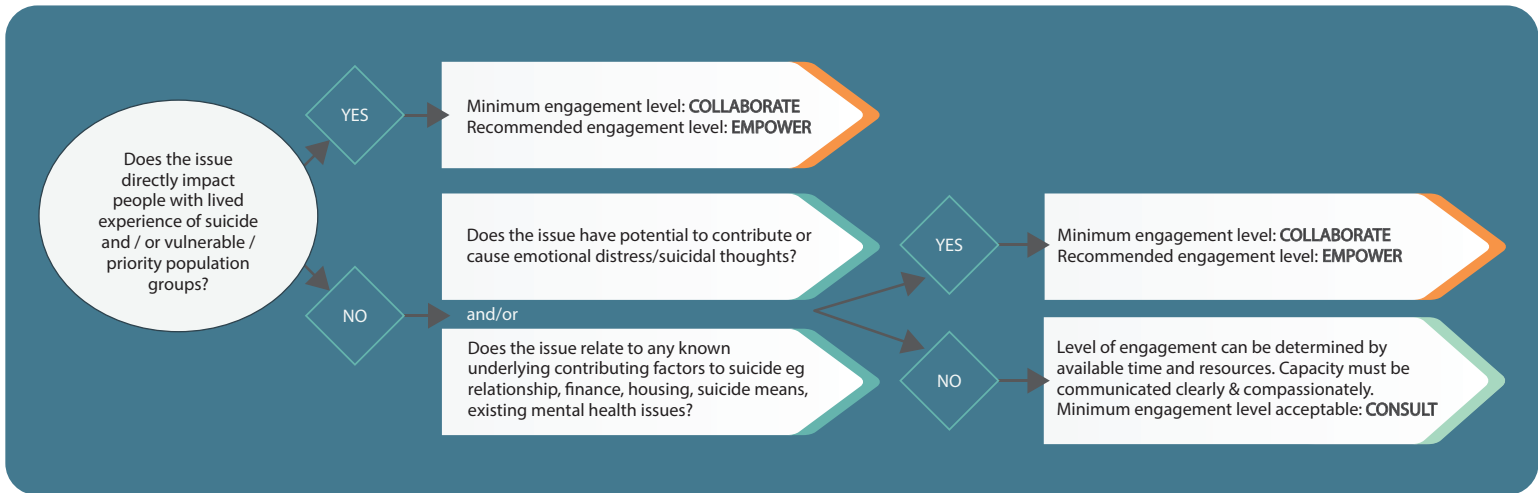 Does the issue
directly impact
people with lived
experience of suicide
and / or vulnerable /
priority population
groups?
YES
Minimum engagement level: COLLABORATE
Recommended engagement level: EMPOWER
NO
Does the issue have potential to contribute or
cause emotional distress/suicidal thoughts?
and/or
Does the issue relate to any known
underlying contributing factors to suicide eg
relationship, finance, housing, suicide means,
existing mental health issues?
YES
Minimum engagement level: COLLABORATE
Recommended engagement level: EMPOWER
NO
Level of engagement can be determined by
available time and resources. Capacity must be
communicated clearly & compassionately.
Minimum engagement level acceptable: CONSULT